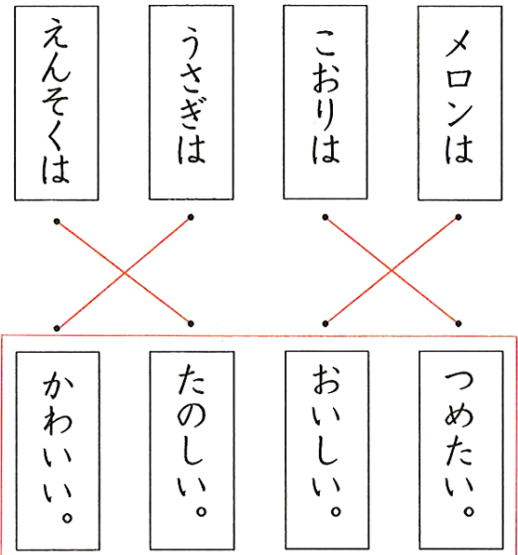 メロンは
こおりは
うさぎは
えんそくは
つめたい。
おいしい。
たのしい。
かわいい。